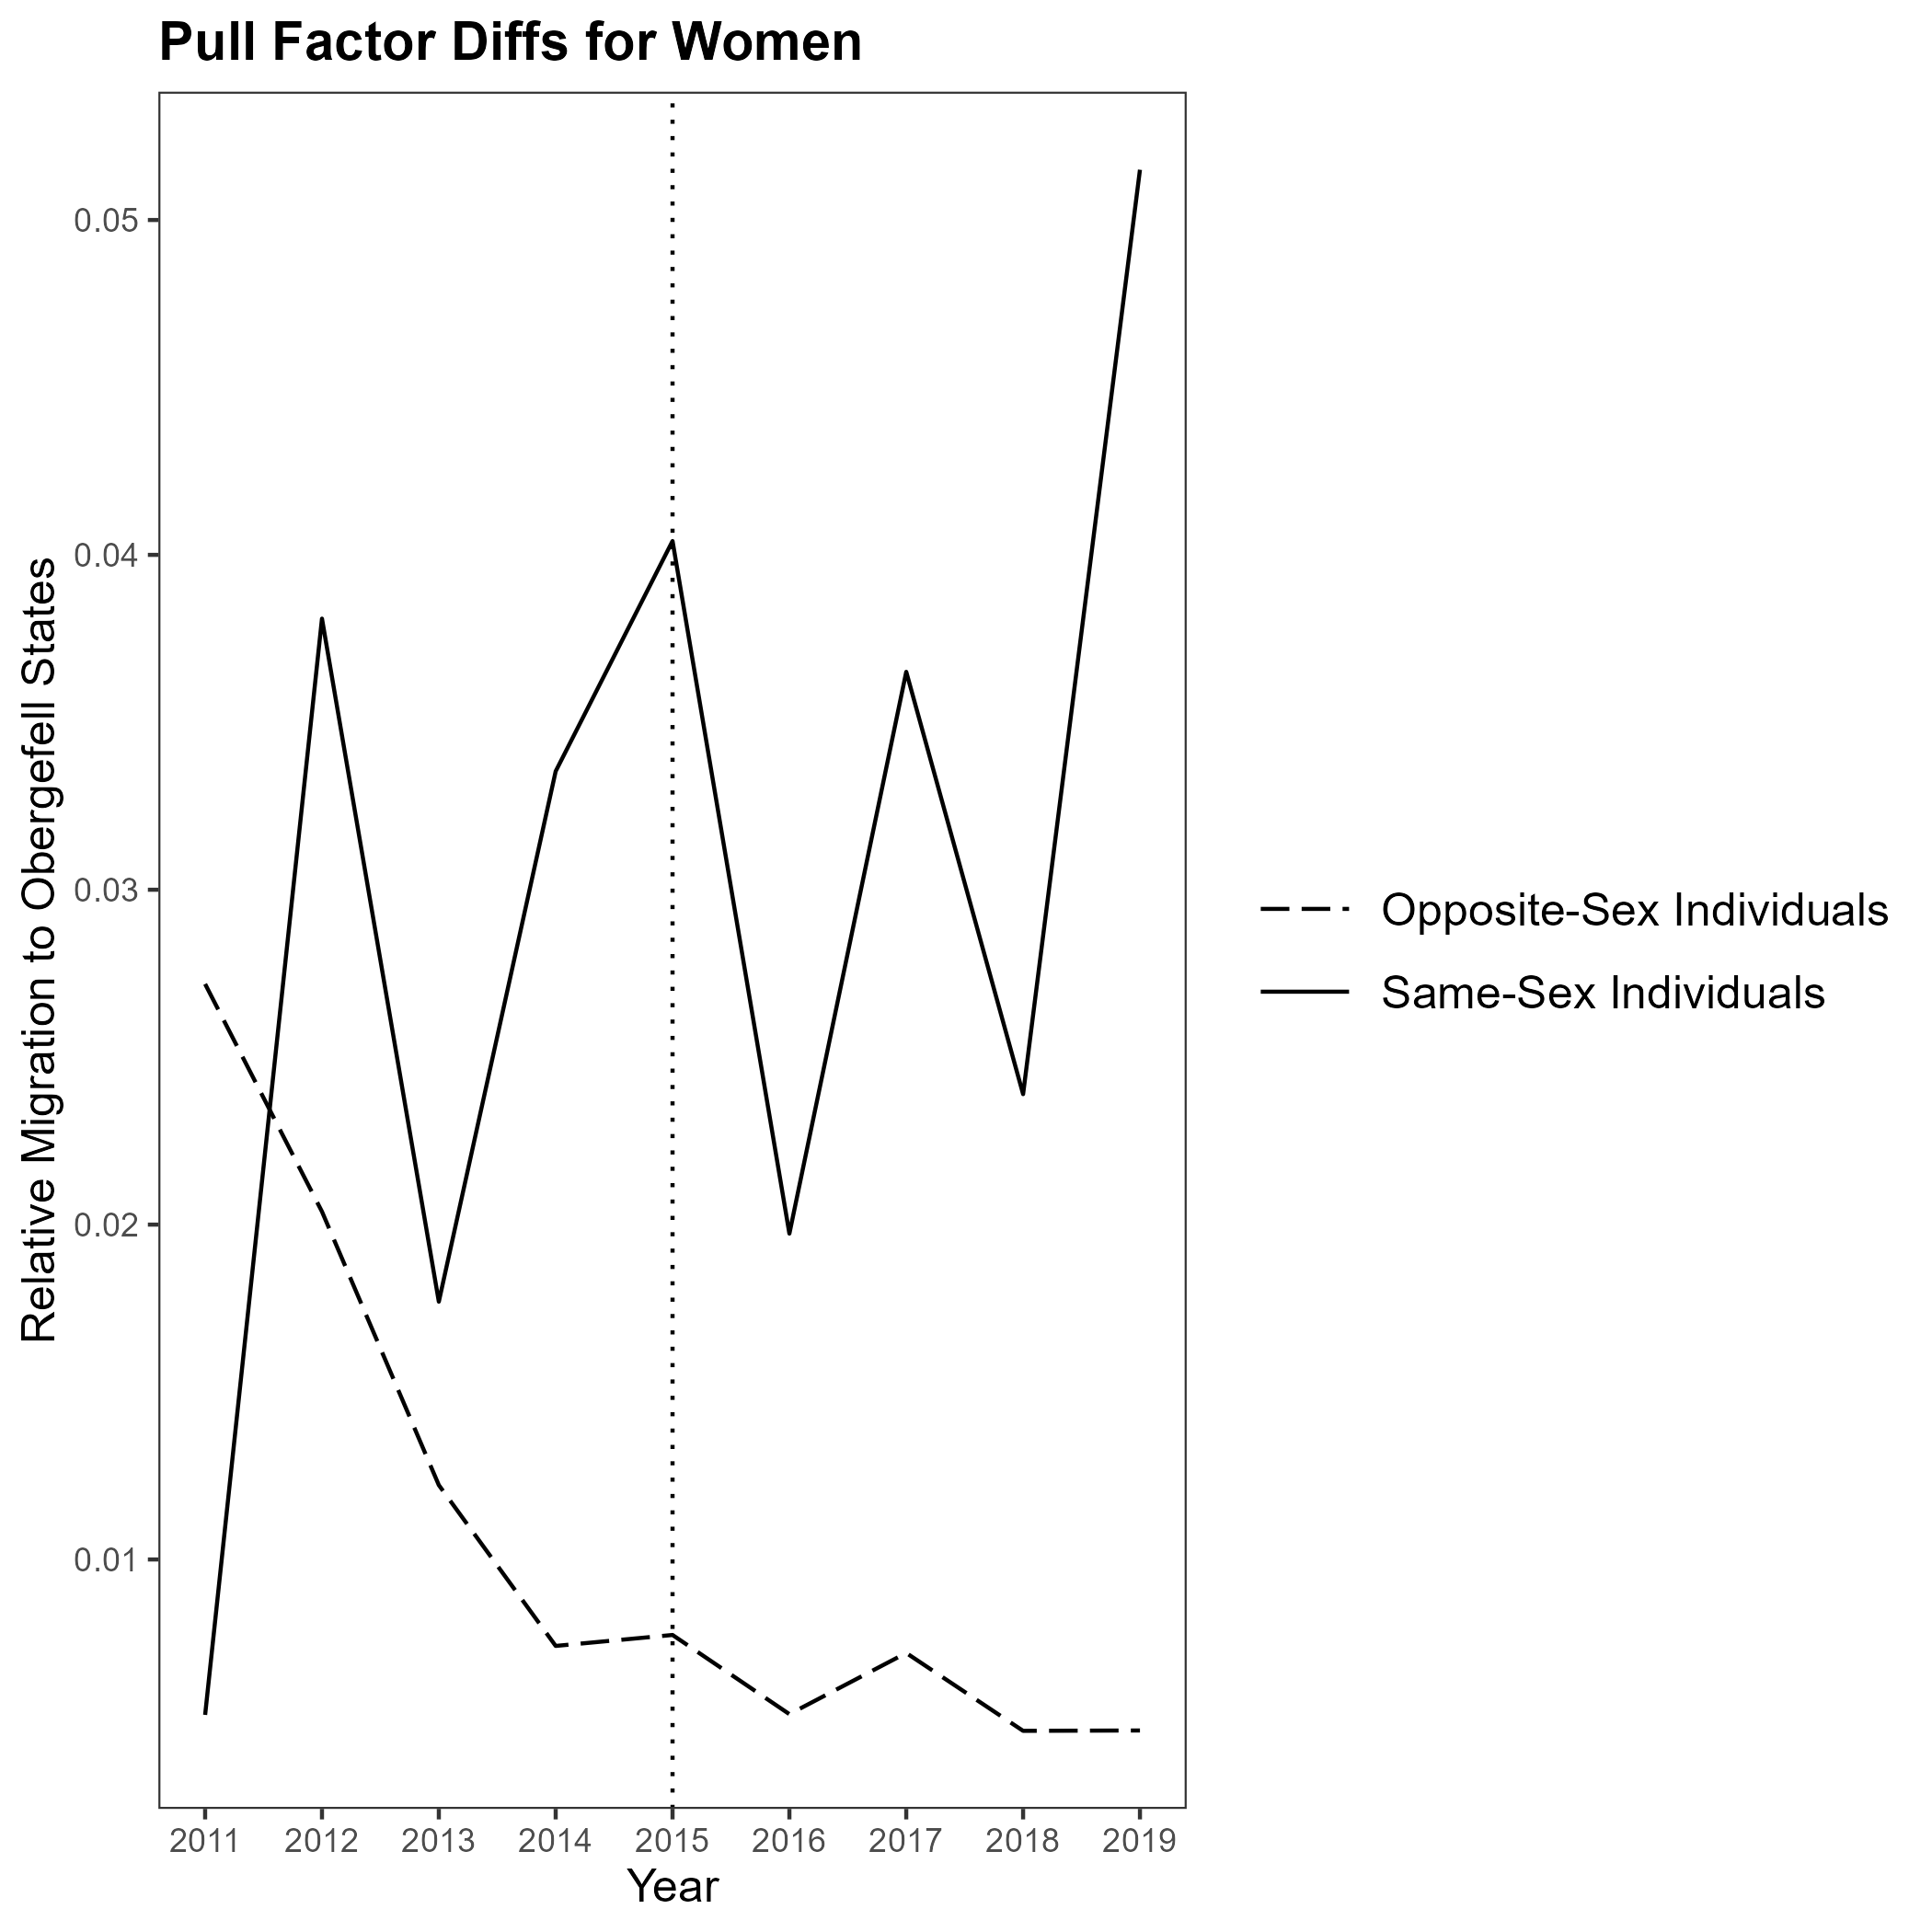 Pull Factor Diffs for Women
Relative Migration to Obergefell States
0.05
0.04
0.03
0.02
0.01
2011 2012 2013 2014 2015 2016 2017 2018 2019
Year
Opposite-Sex Individuals
Same-Sex Individuals